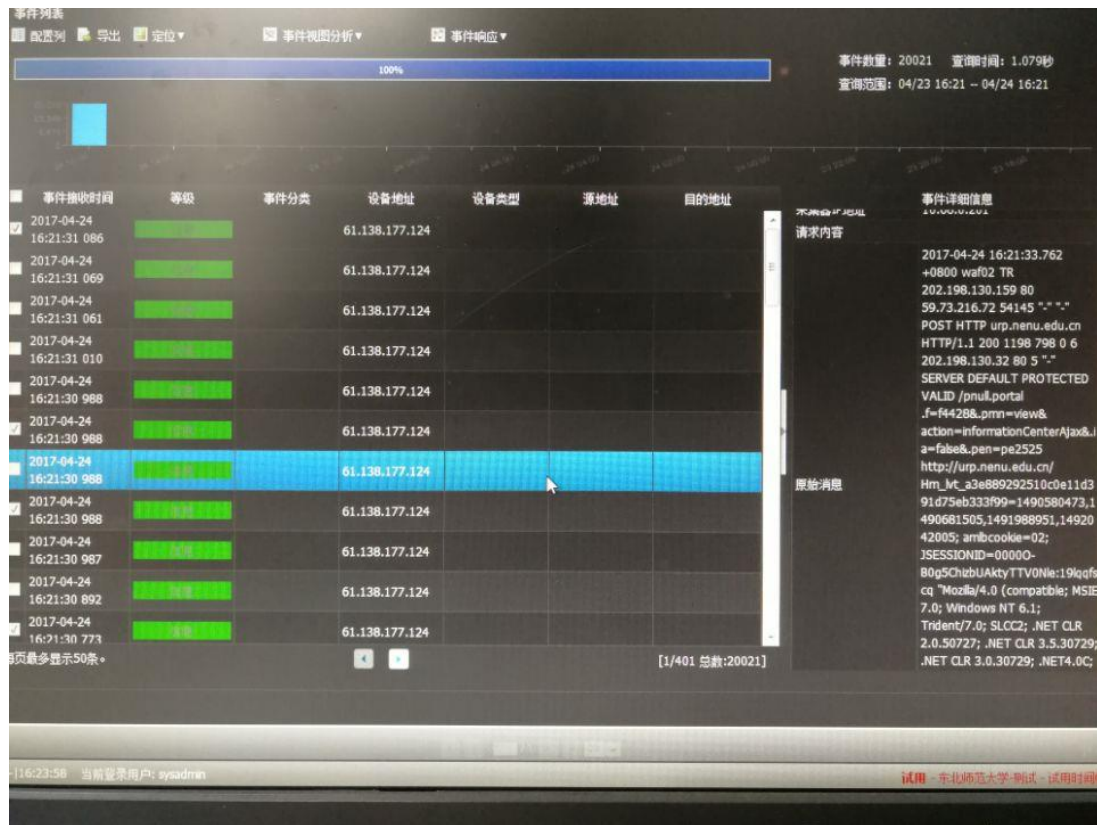 事件列表
配置列 导出 定位▼ 事件视图分析▼ 事件响应▼
100%
事件数量：20021 查询时间：1.079秒
查询范围：04/23 16:21 -- 04/24 16:21
事件接收时间 等级 事件分类 设备地址 设备类型 源地址 目的地址
2017-04-24
16:21:31 086 61.138.177.124
2017-04-24
16:21:31 069 61.138.177.124
2017-04-24
16:21:31 061 61.138.177.124
2017-04-24
16:21:31 010 61.138.177.124
2017-04-24
16:21:30 988 61.138.177.124
2017-04-24
16:21:30 988 61.138.177.124
2017-04-24
16:21:30 988 61.138.177.124
2017-04-24
16:21:30 988 61.138.177.124
2017-04-24
16:21:30 987 61.138.177.124
2017-04-24
16:21:30 892 61.138.177.124
2017-04-24
16:21:30 773 61.138.177.124
页最多显示50条。 [1/401 总数:20021]
事件详细信息
请求内容
原始消息
2017-04-24 16:21:33.762
+0800 waf02 TR
202.198.130.159 80
59.73.216.72 54145 "-" "-"
POST HTTP urp.nenu.edu.cn
HTTP/1.1 200 1198 798 0 6
202.198.130.32 80 5 "-"
SERVER DEFAULT PROTECTED
VALID /pnull.portal
.f=f4428&.pmn=view&
action=informationCenterAjax&.i
a=false&.pen=pe2525
http://urp.nenu.edu.cn/
Hm_lvt_a3e889292510c0e11d3
91d75eb333f99=1490580473,1
490681505,1491988951,14920
42005; amlbcookie=02;
JSESSIONID=0000O-
B0g5ChizbUAktyTTV0Nle:19kqqfs
cq "Mozilla/4.0 (compatible; MSIE
7.0; Windows NT 6.1;
Trident/7.0; SLCC2; .NET CLR
2.0.50727; .NET CLR 3.5.30729;
.NET CLR 3.0.30729; .NET4.0C;
16:23:58 当前登录用户: sysadmin
试用 - 东北师范大学-测试 - 试用时间